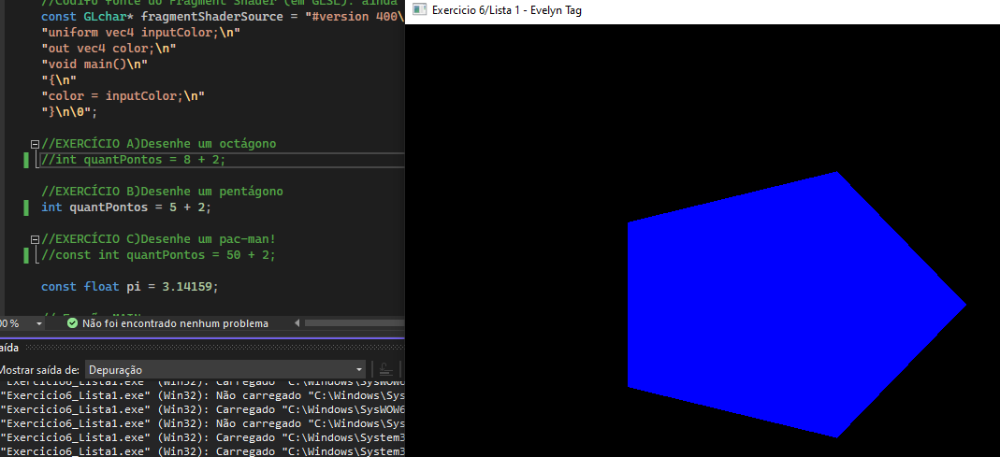 //Codifo fonte do Fragment Shader (em GLSL): ainda
const GLchar* fragmentShaderSource = "#version 400\
"uniform vec4 inputColor;\n"
"out vec4 color;\n"
"void main()\n"
"{\n"
"color = inputColor;\n"
"}\n\0";
//EXERCÍCIO A)Desenhe um octágono
//int quantPontos = 8 + 2;
//EXERCÍCIO B)Desenhe um pentágono
int quantPontos = 5 + 2;
//EXERCÍCIO C)Desenhe um pac-man!
//const int quantPontos = 50 + 2;
const float pi = 3.14159;
00 % Não foi encontrado nenhum problema
aída
Mostrar saída de: Depuração
"Exercicio6_Lista1.exe" (Win32): Carregado "C:\Windows\SysWOW6
"Exercicio6_Lista1.exe" (Win32): Não carregado "C:\Windows\Sys
"Exercicio6_Lista1.exe" (Win32): Carregado "C:\Windows\SysWOW6
"Exercicio6_Lista1.exe" (Win32): Não carregado "C:\Windows\Sys
"Exercicio6_Lista1.exe" (Win32): Carregado "C:\Windows\System3
"Exercicio6_Lista1.exe" (Win32): Carregado "C:\Windows\System3
Exercicio 6/Lista 1 - Evelyn Tag